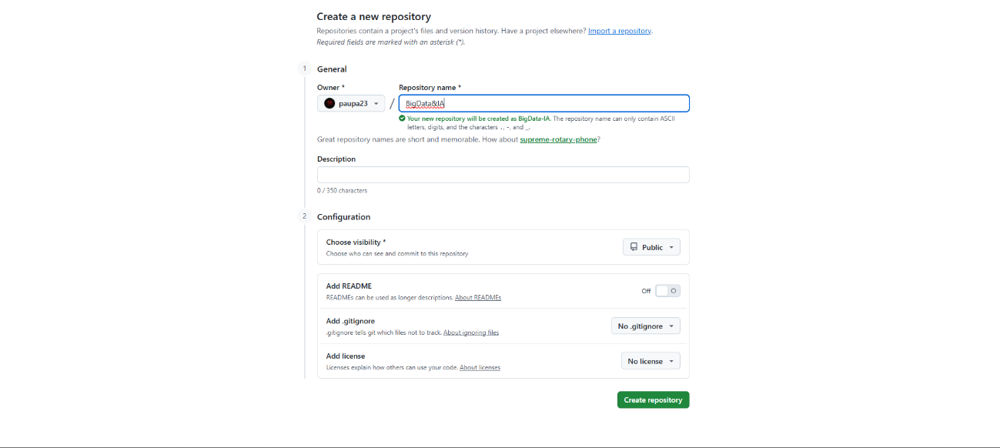 Create a new repository
Repositories contain a project's files and version history. Have a project elsewhere? Import a repository.
Required fields are marked with an asterisk (*).
1 General
Owner * Repository name *
paupa23 / BigData&IA
Your new repository will be created as BigData-IA. The repository name can only contain ASCII
letters, digits, and the characters ., -, and _.
Great repository names are short and memorable. How about supreme-rotary-phone?
Description
0 / 350 characters
2 Configuration
Choose visibility *
Choose who can see and commit to this repository
Public
Add README
READMEs can be used as longer descriptions. About READMEs
Off
Add .gitignore
.gitignore tells git which files not to track. About ignoring files
No .gitignore
Add license
Licenses explain how others can use your code. About licenses
No license
Create repository